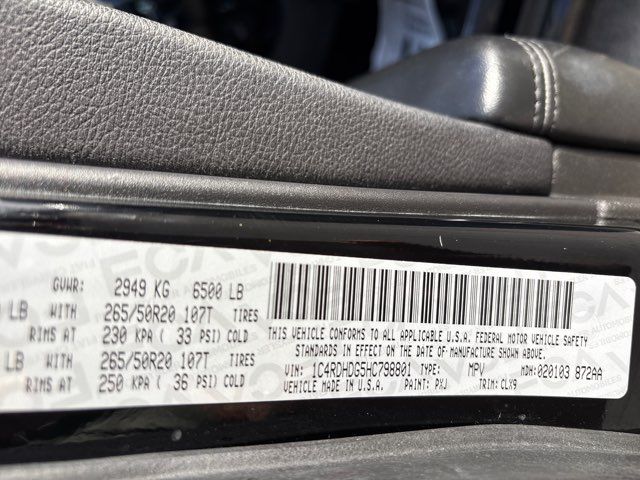 GVWR: 2949 KG 6500 LB
LB WITH 265/50R20 107T TIRES
RIMS AT 230 KPA ( 33 PSI) COLD
LB WITH 265/50R20 107T TIRES
RIMS AT 250 KPA ( 36 PSI) COLD
THIS VEHICLE CONFORMS TO ALL APPLICABLE U.S.A. FEDERAL MOTOR VEHICLE SAFETY
STANDARDS IN EFFECT ON THE DATE OF MANUFACTURE SHOWN ABOVE.
VIN: 1C4RDHDG5HC798801 TYPE: MPV MDH: 020103 872AA
VEHICLE MADE IN U.S.A. PAINT: PXJ TRIM: CLX9